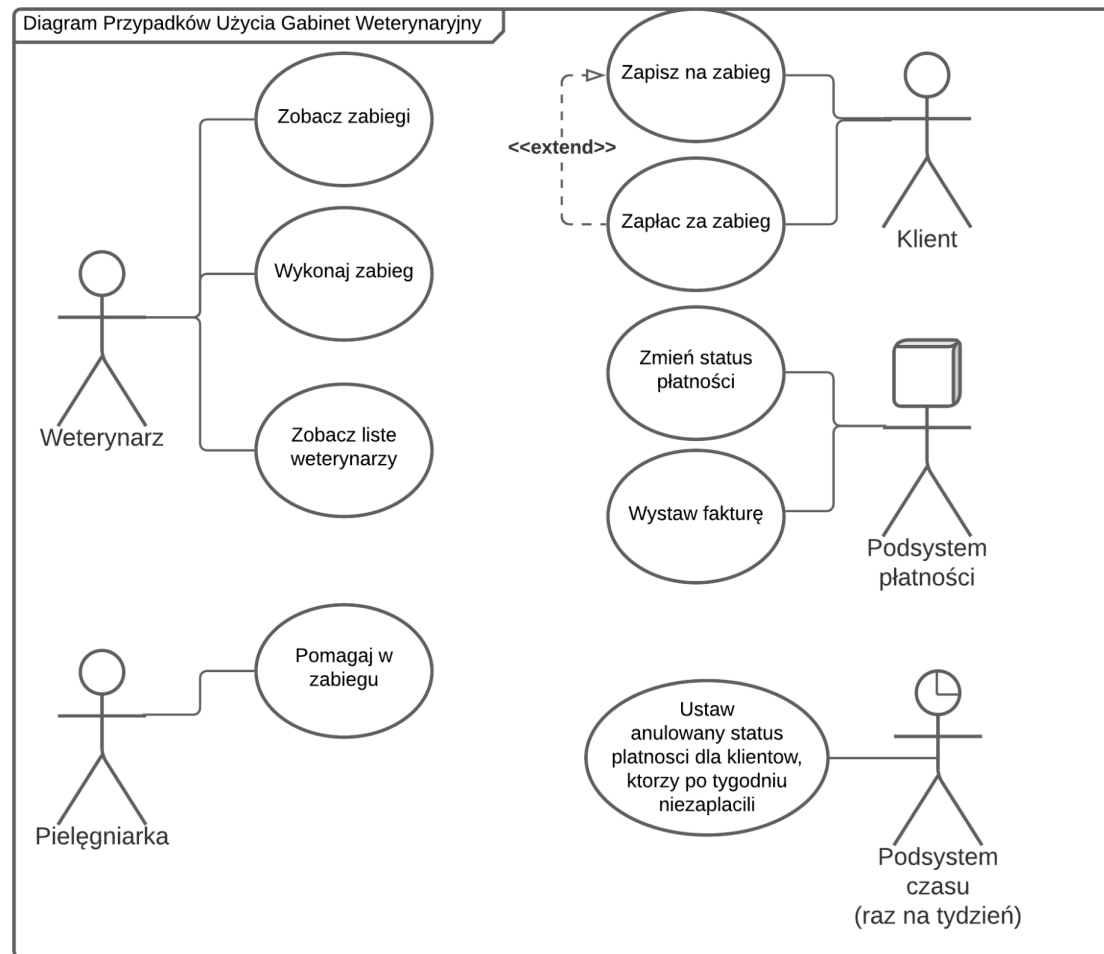 Diagram Przypadków Użycia Gabinet Weterynaryjny
Zobacz zabiegi
Wykonaj zabieg
Zobacz liste
weterynarzy
Weterynarz
Pomagaj w
zabiegu
Pielęgniarka
Zapisz na zabieg
<<extend>>
Zapłac za zabieg
Klient
Zmień status
płatności
Wystaw fakturę
Podsystem
płatności
Ustaw
anulowany status
platnosci dla klientow,
ktorzy po tygodniu
niezaplacili
Podsystem
czasu
(raz na tydzień)